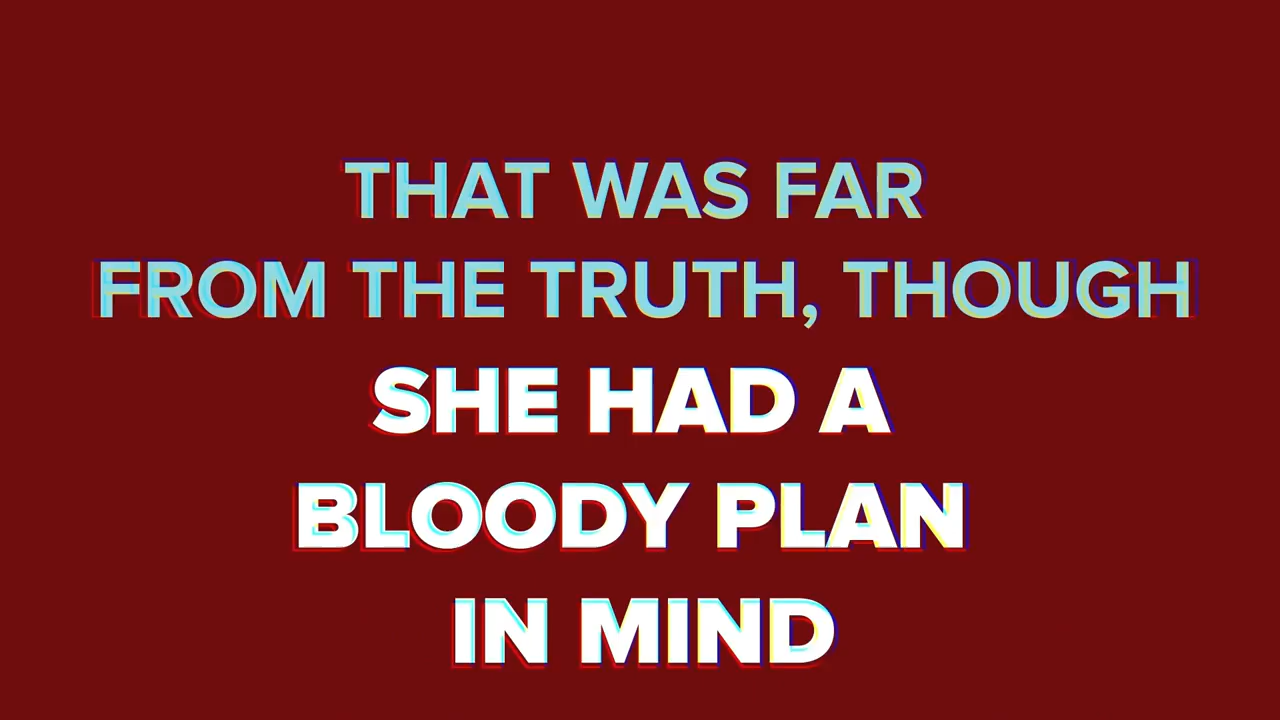 THAT WAS FAR
FROM THE TRUTH, THOUGH
SHE HAD A
BLOODY PLAN
IN MIND